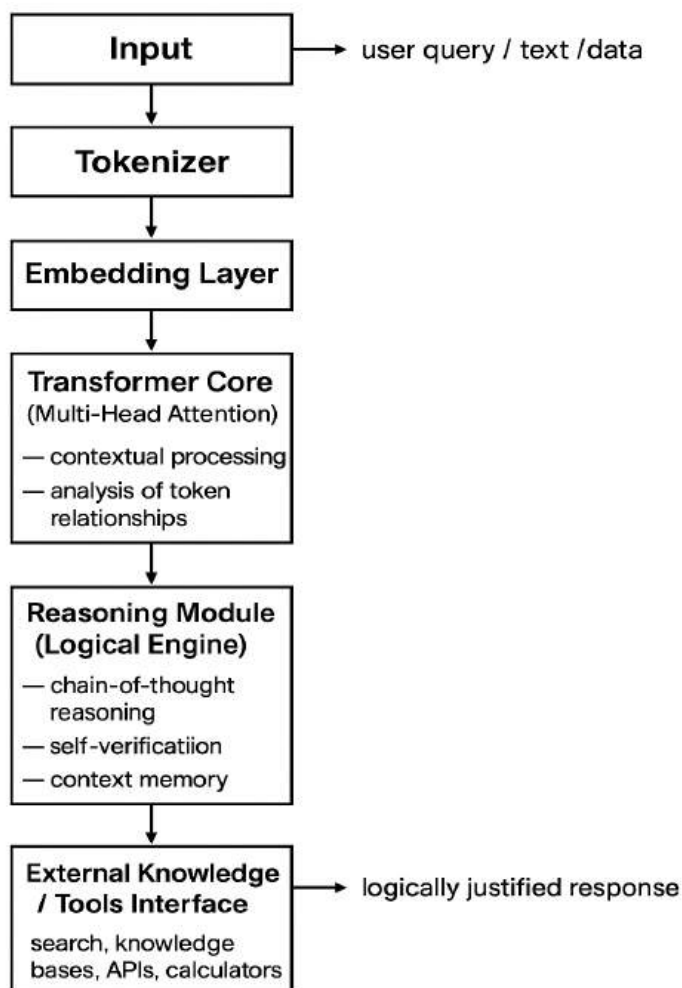 Input
user query / text /data
Tokenizer
Embedding Layer
Transformer Core
(Multi-Head Attention)
— contextual processing
— analysis of token
relationships
Reasoning Module
(Logical Engine)
— chain-of-thought
reasoning
— self-verificatiion
— context memory
External Knowledge
/ Tools Interface
logically justified response
search, knowledge
bases, APIs, calculators